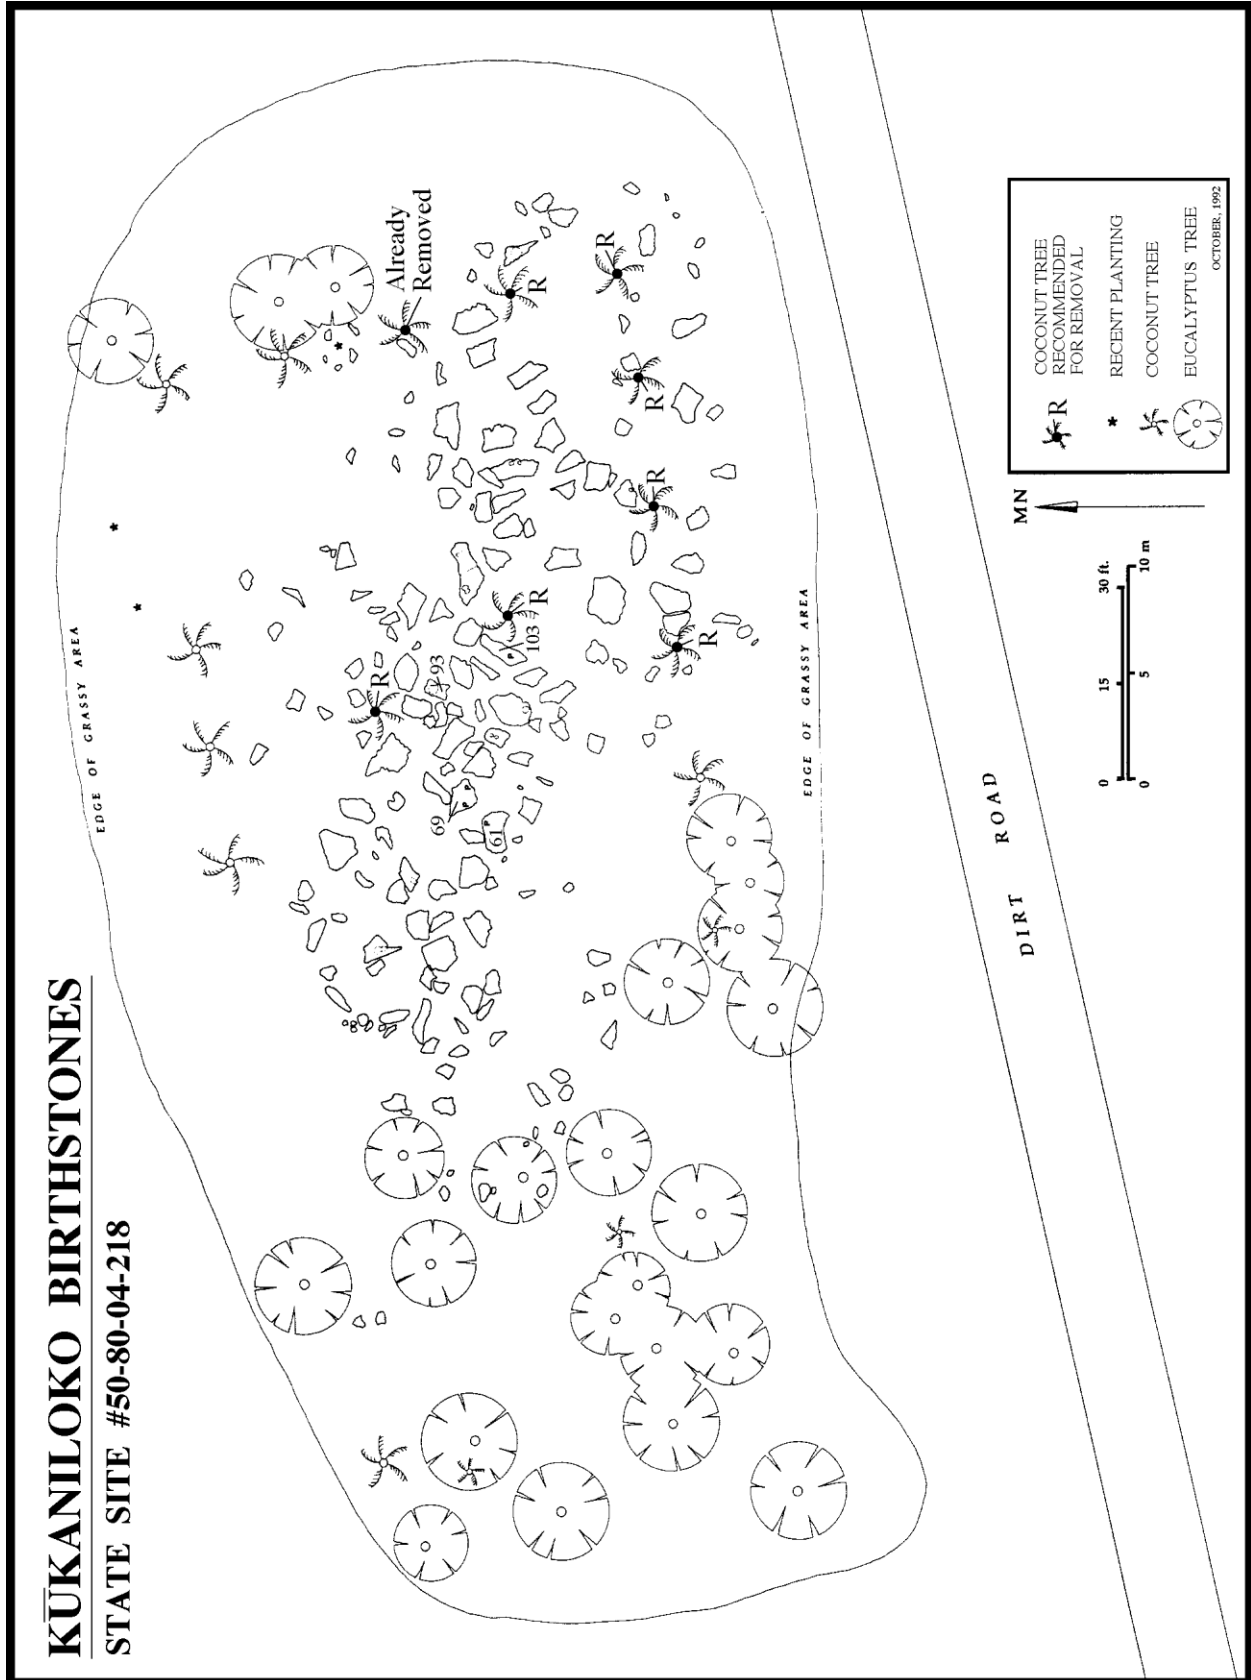 KŪKANILOKO BIRTHSTONES
STATE SITE #50-80-04-218
EDGE OF GRASSY AREA
Already
Removed
R
R
R
R
R
R
R
93
103
69
61
8
EDGE OF GRASSY AREA
DIRT ROAD
0 15 30 ft.
0 5 10 m
MN
R
COCONUT TREE
RECOMMENDED
FOR REMOVAL
RECENT PLANTING
COCONUT TREE
EUCALYPTUS TREE
OCTOBER, 1992